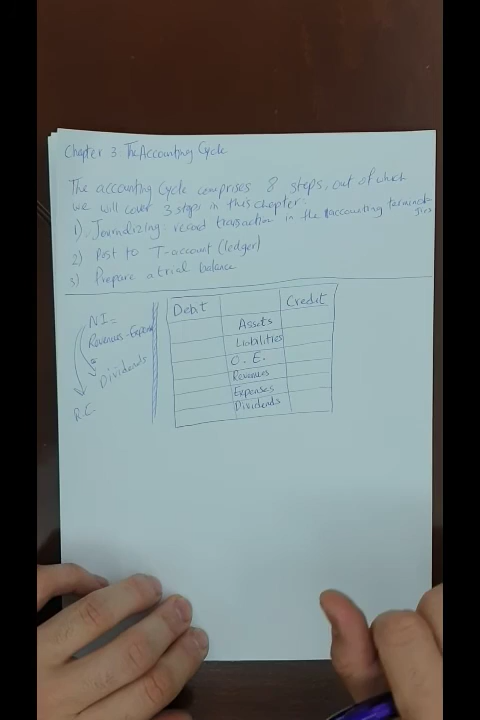 Chapter 3 The Accounting Cycle
The accounting cycle comprises 8 steps, out of which
we will cover 3 steps in this chapter:
1) Journalizing: record transaction in the accounting
2) Post to T-account (ledger)
3) Prepare a trial balance
Debit Credit
NI =
Revenues - Expens
Dividends
R.E.
Assets
Liabilities
O. E.
Revenues
Expenses
Dividends